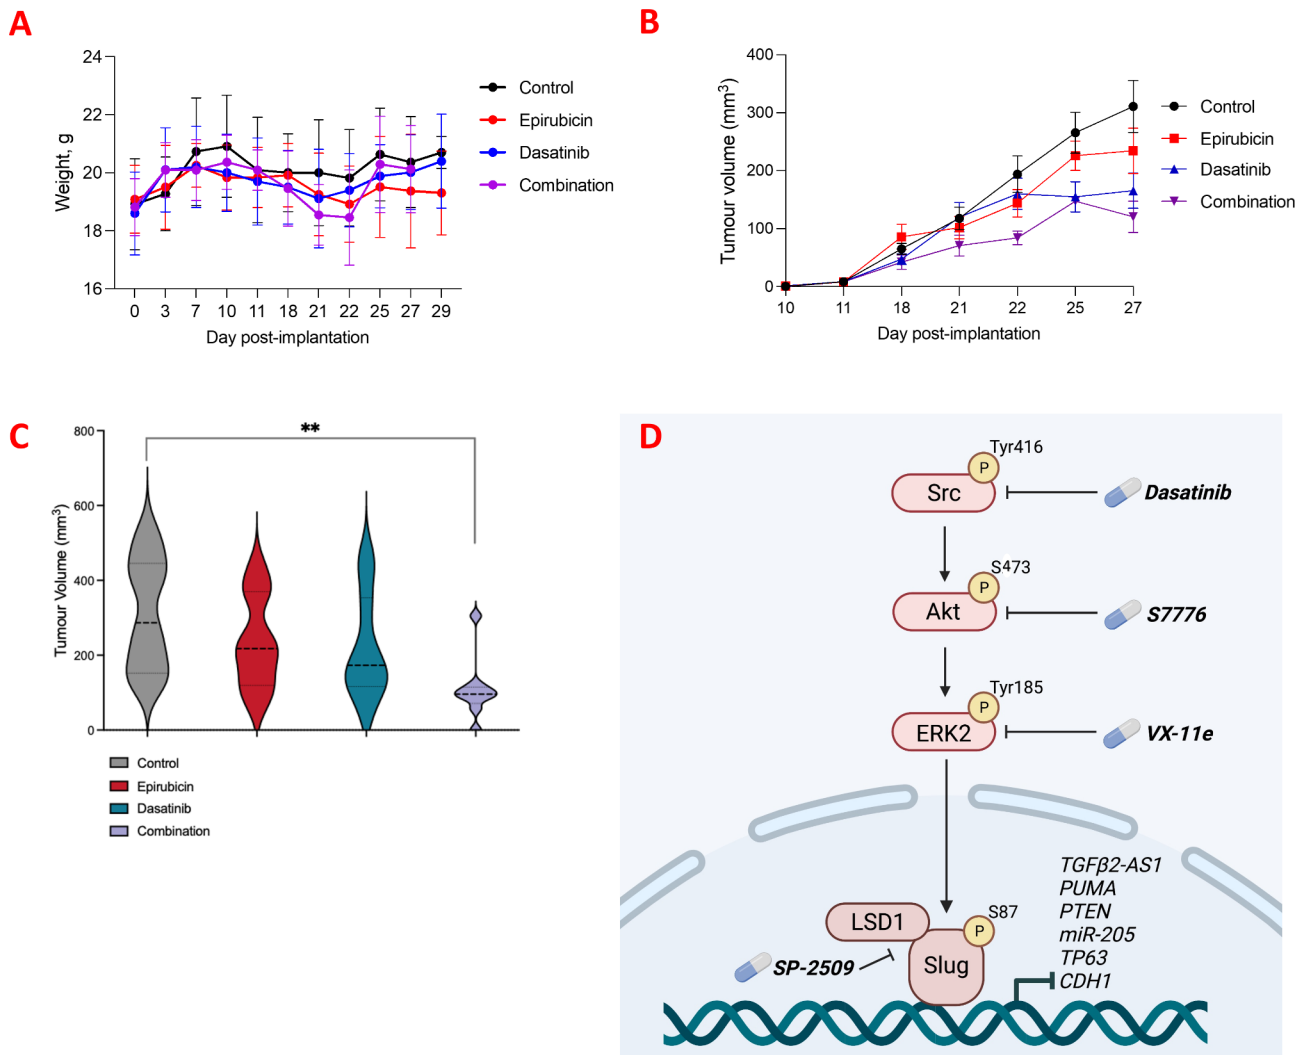 A
24
22
20
18
16
Weight, g
0 3 7 10 11 18 21 22 25 27 29
Day post-implantation
Control
Epirubicin
Dasatinib
Combination
B
400
300
200
100
0
Tumour volume (mm³)
10 11 18 21 22 25 27
Day post-implantation
Control
Epirubicin
Dasatinib
Combination
C
**
800
600
400
200
0
Tumour Volume (mm³)
Control
Epirubicin
Dasatinib
Combination
D
Tyr416
P
Src
Dasatinib
S473
P
Akt
S7776
Tyr185
P
ERK2
VX-11e
TGFβ2-AS1
PUMA
PTEN
miR-205
TP63
CDH1
LSD1
S87
P
Slug
SP-2509